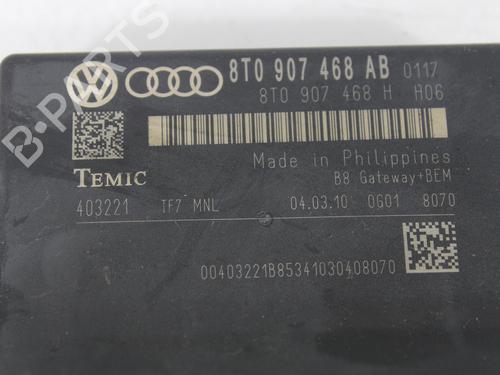 8T0 907 468 AB 0117
8T0 907 468 H H06
Made in Philippines
TEMIC
B8 Gateway+BEM
403221 TF7 MNL 04.03.10 0601 8070
00403221B85341030408070
B-PARTS